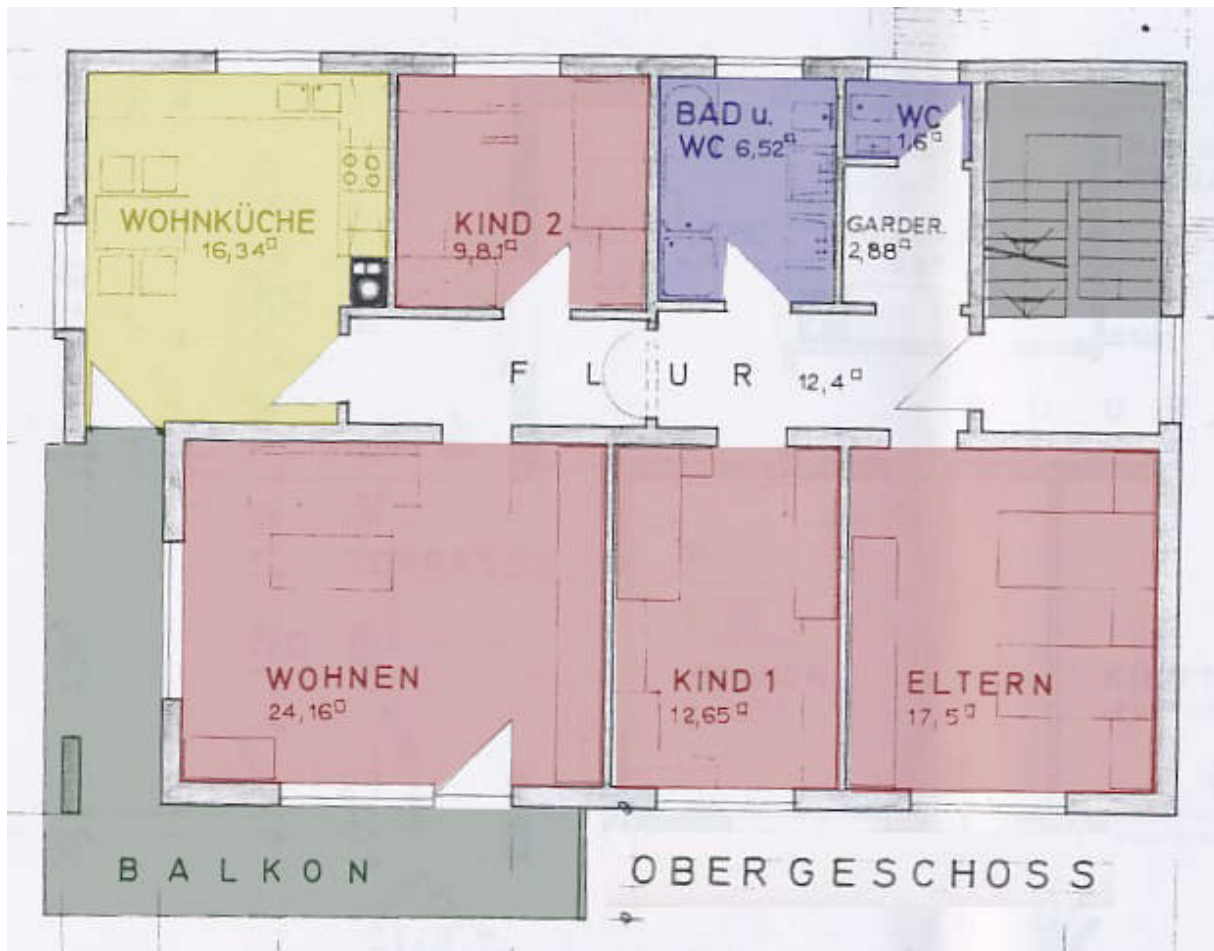 WOHNKÜCHE
16,34□
KIND 2
9,81□
BAD u.
WC 6,52□
WC
1,6□
GARDER.
2,88□
F L U R 12,4□
WOHNEN
24,16□
KIND 1
12,65□
ELTERN
17,5□
BALKON
OBERGESCHOSS